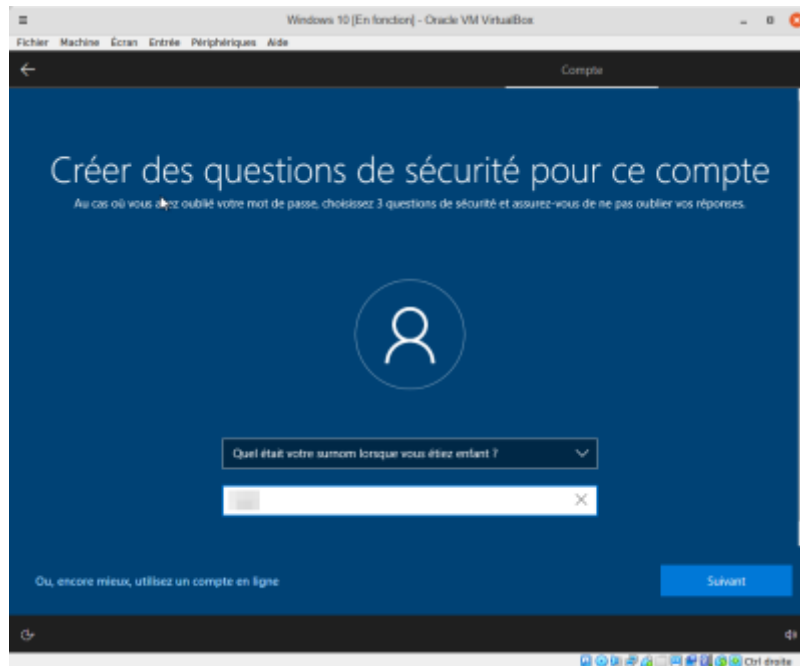 Windows 10 [En fonction] - Oracle VM VirtualBox
Fichier Machine Écran Entrée Périphériques Aide
Compte
Créer des questions de sécurité pour ce compte
Au cas où vous avez oublié votre mot de passe, choisissez 3 questions de sécurité et assurez-vous de ne pas oublier vos réponses.
Quel était votre surnom lorsque vous étiez enfant ?
Ou, encore mieux, utilisez un compte en ligne
Suivant
Ctrl droite